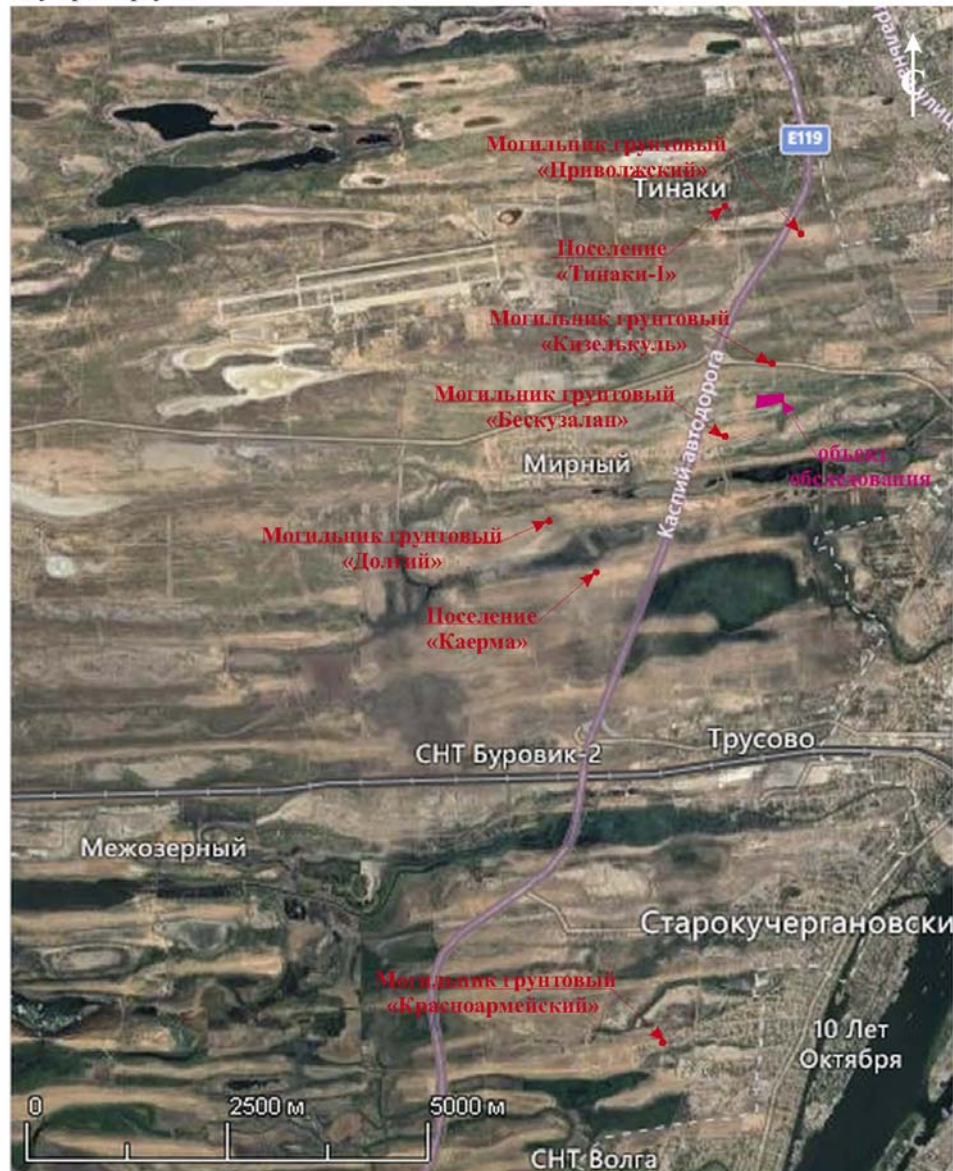 тральная улиц
С
E119
Могильник грунтовый
«Приволжский»
Тинаки
Поселение
«Тинаки-I»
Могильник грунтовый
«Кизелькуль»
Каспий автодорога
Могильник грунтовый
«Бескузалан»
Мирный
объект
обследования
Могильник грунтовый
«Долгий»
Поселение
«Каерма»
СНТ Буровик-2
Трусово
Межозерный
Старокучергановски
Могильник грунтовый
«Красноармейский»
10 Лет
Октября
0 2500 м 5000 м
СНТ Волга